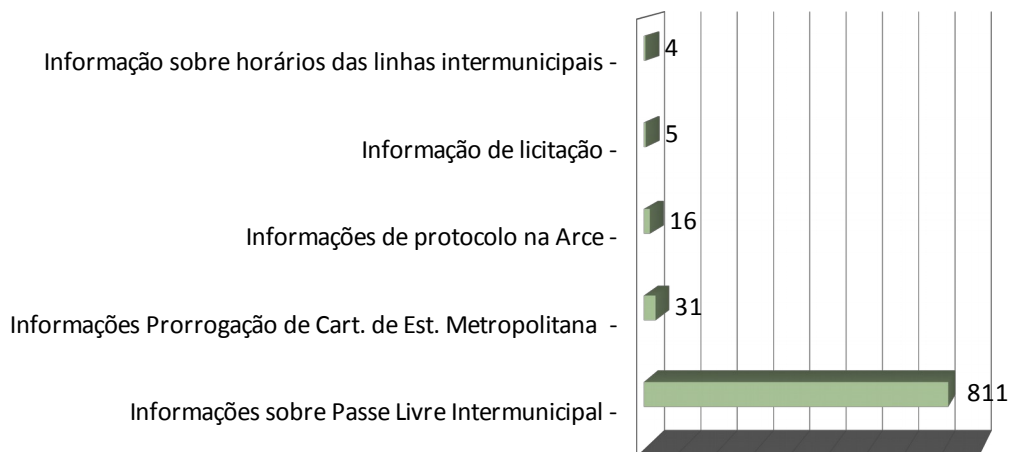 Informação sobre horários das linhas intermunicipais - 4
Informação de licitação - 5
Informações de protocolo na Arce - 16
Informações Prorrogação de Cart. de Est. Metropolitana - 31
Informações sobre Passe Livre Intermunicipal - 811